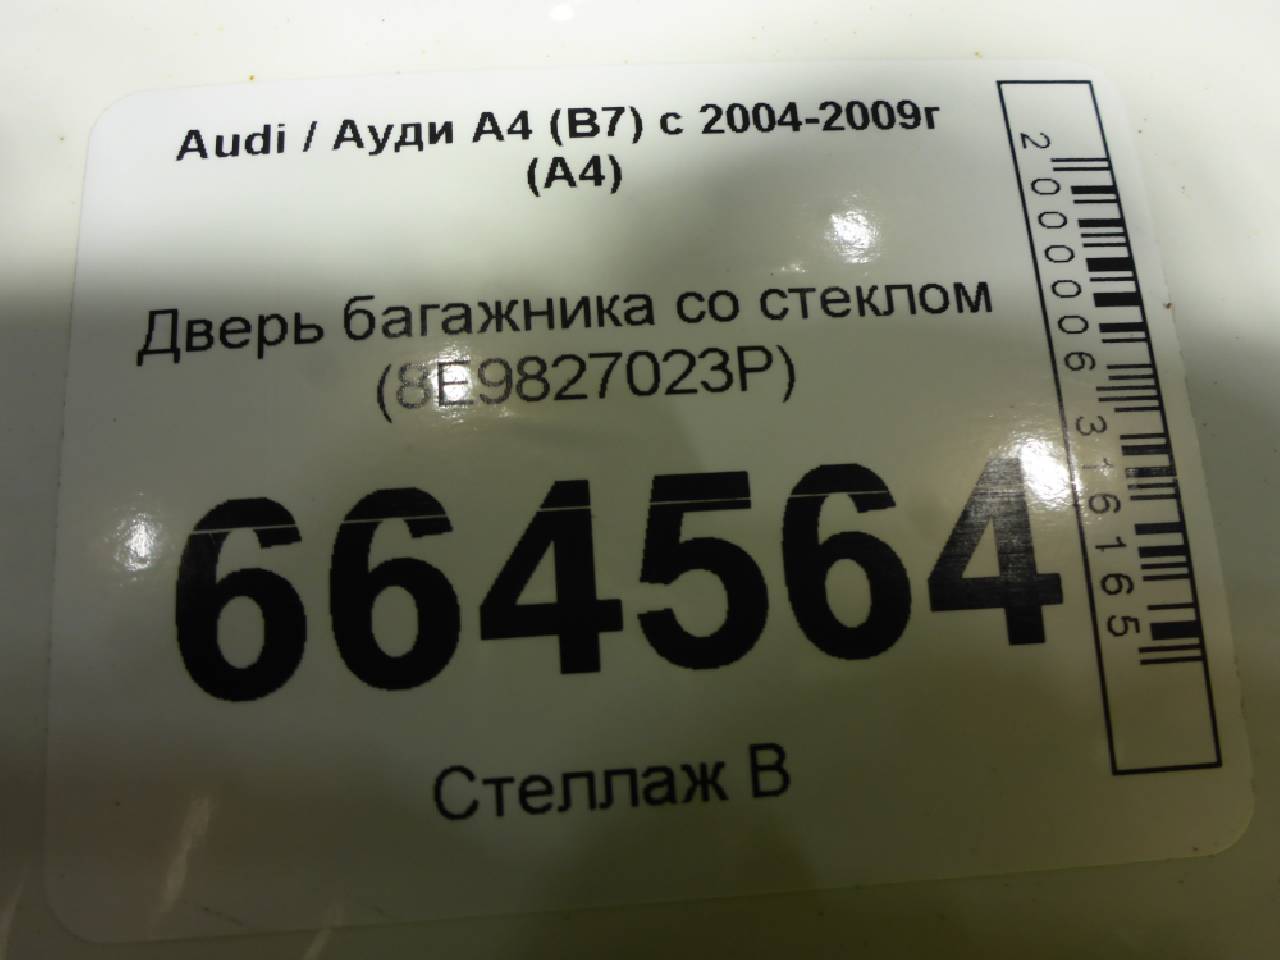 Audi / Ауди А4 (B7) с 2004-2009г
(A4)
Дверь багажника со стеклом
(8E9827023P)
664564
Стеллаж В
2000006316165